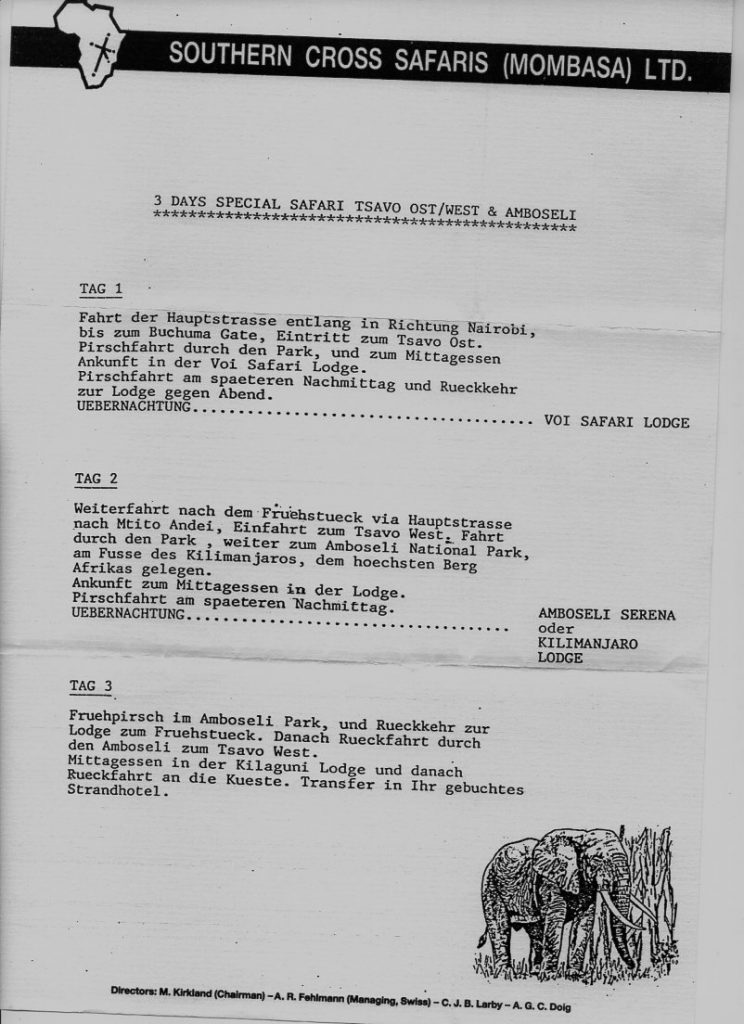 SOUTHERN CROSS SAFARIS (MOMBASA) LTD.
3 DAYS SPECIAL SAFARI TSAVO OST/WEST & AMBOSELI
***********************************************
TAG 1
Fahrt der Hauptstrasse entlang in Richtung Nairobi,
bis zum Buchuma Gate, Eintritt zum Tsavo Ost.
Pirschfahrt durch den Park, und zum Mittagessen
Ankunft in der Voi Safari Lodge.
Pirschfahrt am spaeteren Nachmittag und Rueckkehr
zur Lodge gegen Abend.
UEBERNACHTUNG...................................... VOI SAFARI LODGE
TAG 2
Weiterfahrt nach dem Fruehstueck via Hauptstrasse
nach Mtito Andei, Einfahrt zum Tsavo West. Fahrt
durch den Park , weiter zum Amboseli National Park,
am Fusse des Kilimanjaros, dem hoechsten Berg
Afrikas gelegen.
Ankunft zum Mittagessen in der Lodge.
Pirschfahrt am spaeteren Nachmittag.
UEBERNACHTUNG.................................... AMBOSELI SERENA
oder
KILIMANJARO
LODGE
TAG 3
Fruehpirsch im Amboseli Park, und Rueckkehr zur
Lodge zum Fruehstueck. Danach Rueckfahrt durch
den Amboseli zum Tsavo West.
Mittagessen in der Kilaguni Lodge und danach
Rueckfahrt an die Kueste. Transfer in Ihr gebuchtes
Strandhotel.
Directors: M. Kirkland (Chairman) – A. R. Fehlmann (Managing, Swiss) – C. J. B. Larby – A. G. C. Doig